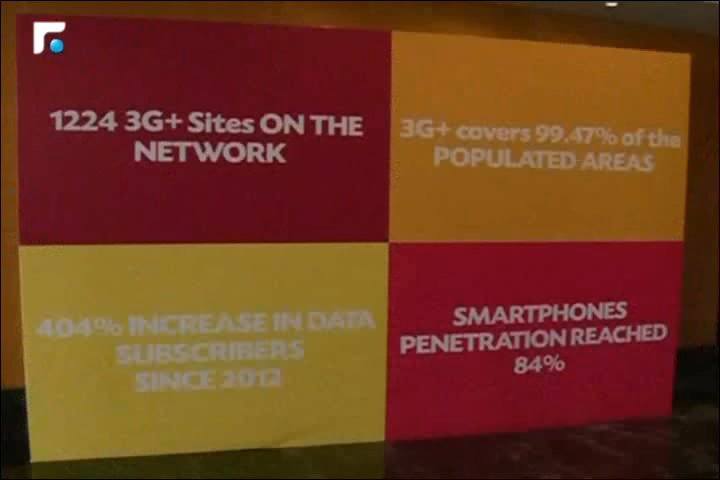 1224 3G+ Sites ON THE
NETWORK
3G+ covers 99.47% of the
POPULATED AREAS
404% INCREASE IN DATA
SUBSCRIBERS
SINCE 2012
SMARTPHONES
PENETRATION REACHED
84%